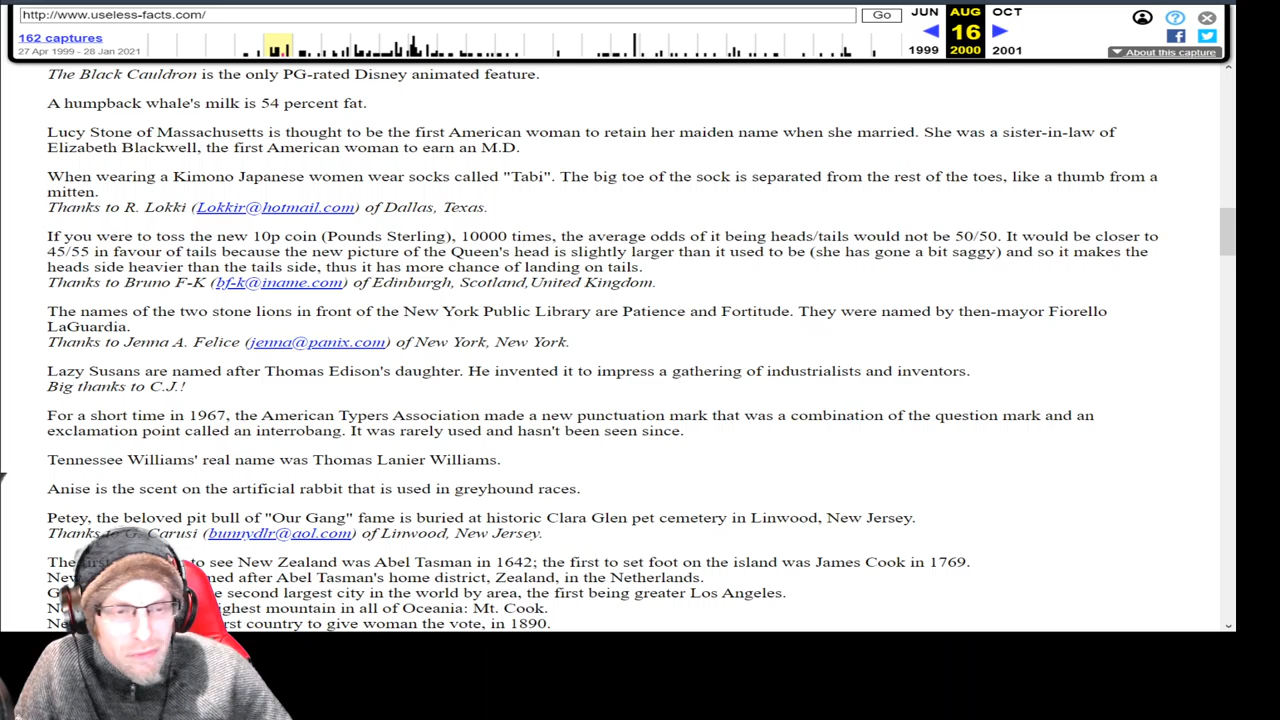 http://www.useless-facts.com/
Go
JUN AUG OCT
162 captures
16
27 Apr 1999 - 28 Jan 2021
1999 2000 2001
About this capture
The Black Cauldron is the only PG-rated Disney animated feature.
A humpback whale's milk is 54 percent fat.
Lucy Stone of Massachusetts is thought to be the first American woman to retain her maiden name when she married. She was a sister-in-law of
Elizabeth Blackwell, the first American woman to earn an M.D.
When wearing a Kimono Japanese women wear socks called "Tabi". The big toe of the sock is separated from the rest of the toes, like a thumb from a
mitten.
Thanks to R. Lokki (Lokkir@hotmail.com) of Dallas, Texas.
If you were to toss the new 10p coin (Pounds Sterling), 10000 times, the average odds of it being heads/tails would not be 50/50. It would be closer to
45/55 in favour of tails because the new picture of the Queen's head is slightly larger than it used to be (she has gone a bit saggy) and so it makes the
heads side heavier than the tails side, thus it has more chance of landing on tails.
Thanks to Bruno F-K (bf-k@iname.com) of Edinburgh, Scotland,United Kingdom.
The names of the two stone lions in front of the New York Public Library are Patience and Fortitude. They were named by then-mayor Fiorello
LaGuardia.
Thanks to Jenna A. Felice (jenna@panix.com) of New York, New York.
Lazy Susans are named after Thomas Edison's daughter. He invented it to impress a gathering of industrialists and inventors.
Big thanks to C.J.!
For a short time in 1967, the American Typers Association made a new punctuation mark that was a combination of the question mark and an
exclamation point called an interrobang. It was rarely used and hasn't been seen since.
Tennessee Williams' real name was Thomas Lanier Williams.
Anise is the scent on the artificial rabbit that is used in greyhound races.
Petey, the beloved pit bull of "Our Gang" fame is buried at historic Clara Glen pet cemetery in Linwood, New Jersey.
Thanks to G. Carusi (bunnydlr@aol.com) of Linwood, New Jersey.
The to see New Zealand was Abel Tasman in 1642; the first to set foot on the island was James Cook in 1769.
after Abel Tasman's home district, Zealand, in the Netherlands.
second largest city in the world by area, the first being greater Los Angeles.
mountain in all of Oceania: Mt. Cook.
country to give woman the vote, in 1890.